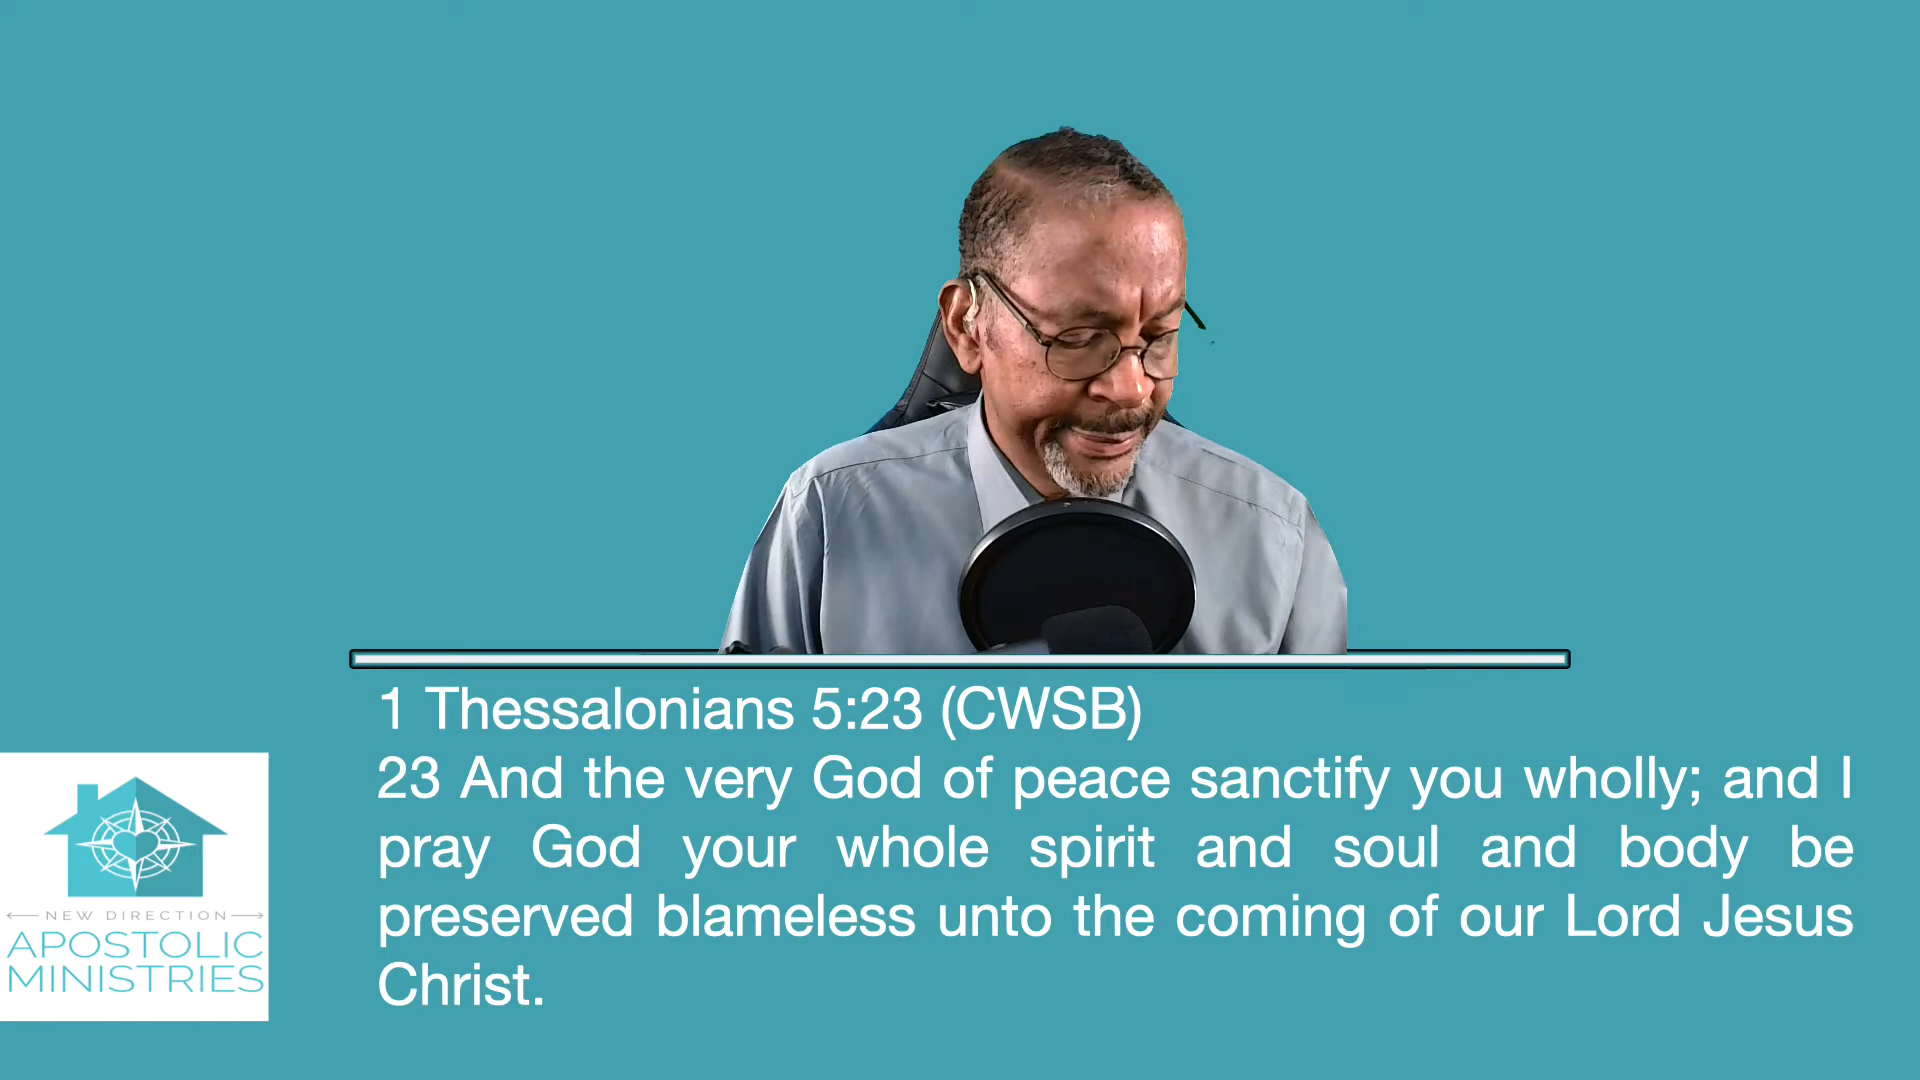 1 Thessalonians 5:23 (CWSB)
23 And the very God of peace sanctify you wholly; and I
pray God your whole spirit and soul and body be
preserved blameless unto the coming of our Lord Jesus
Christ.
NEW DIRECTION
APOSTOLIC
MINISTRIES